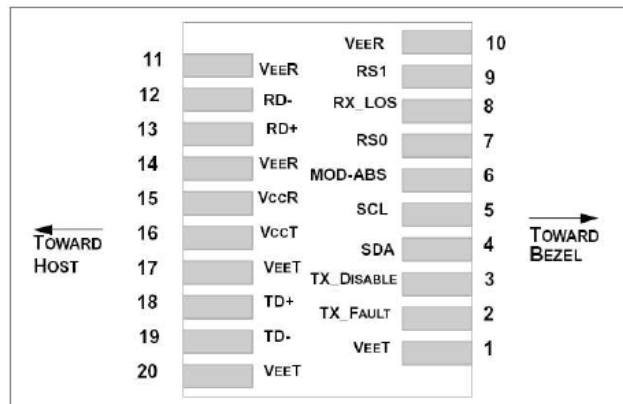 VEER 10
11 VEER RS1 9
12 RD- RX_LOS 8
13 RD+ RS0 7
14 VEER MOD-ABS 6
15 VCCR SCL 5
16 VCCT SDA 4
17 VEET TX_DISABLE 3
18 TD+ TX_FAULT 2
19 TD- VEET 1
20 VEET
TOWARD
HOST
TOWARD
BEZEL